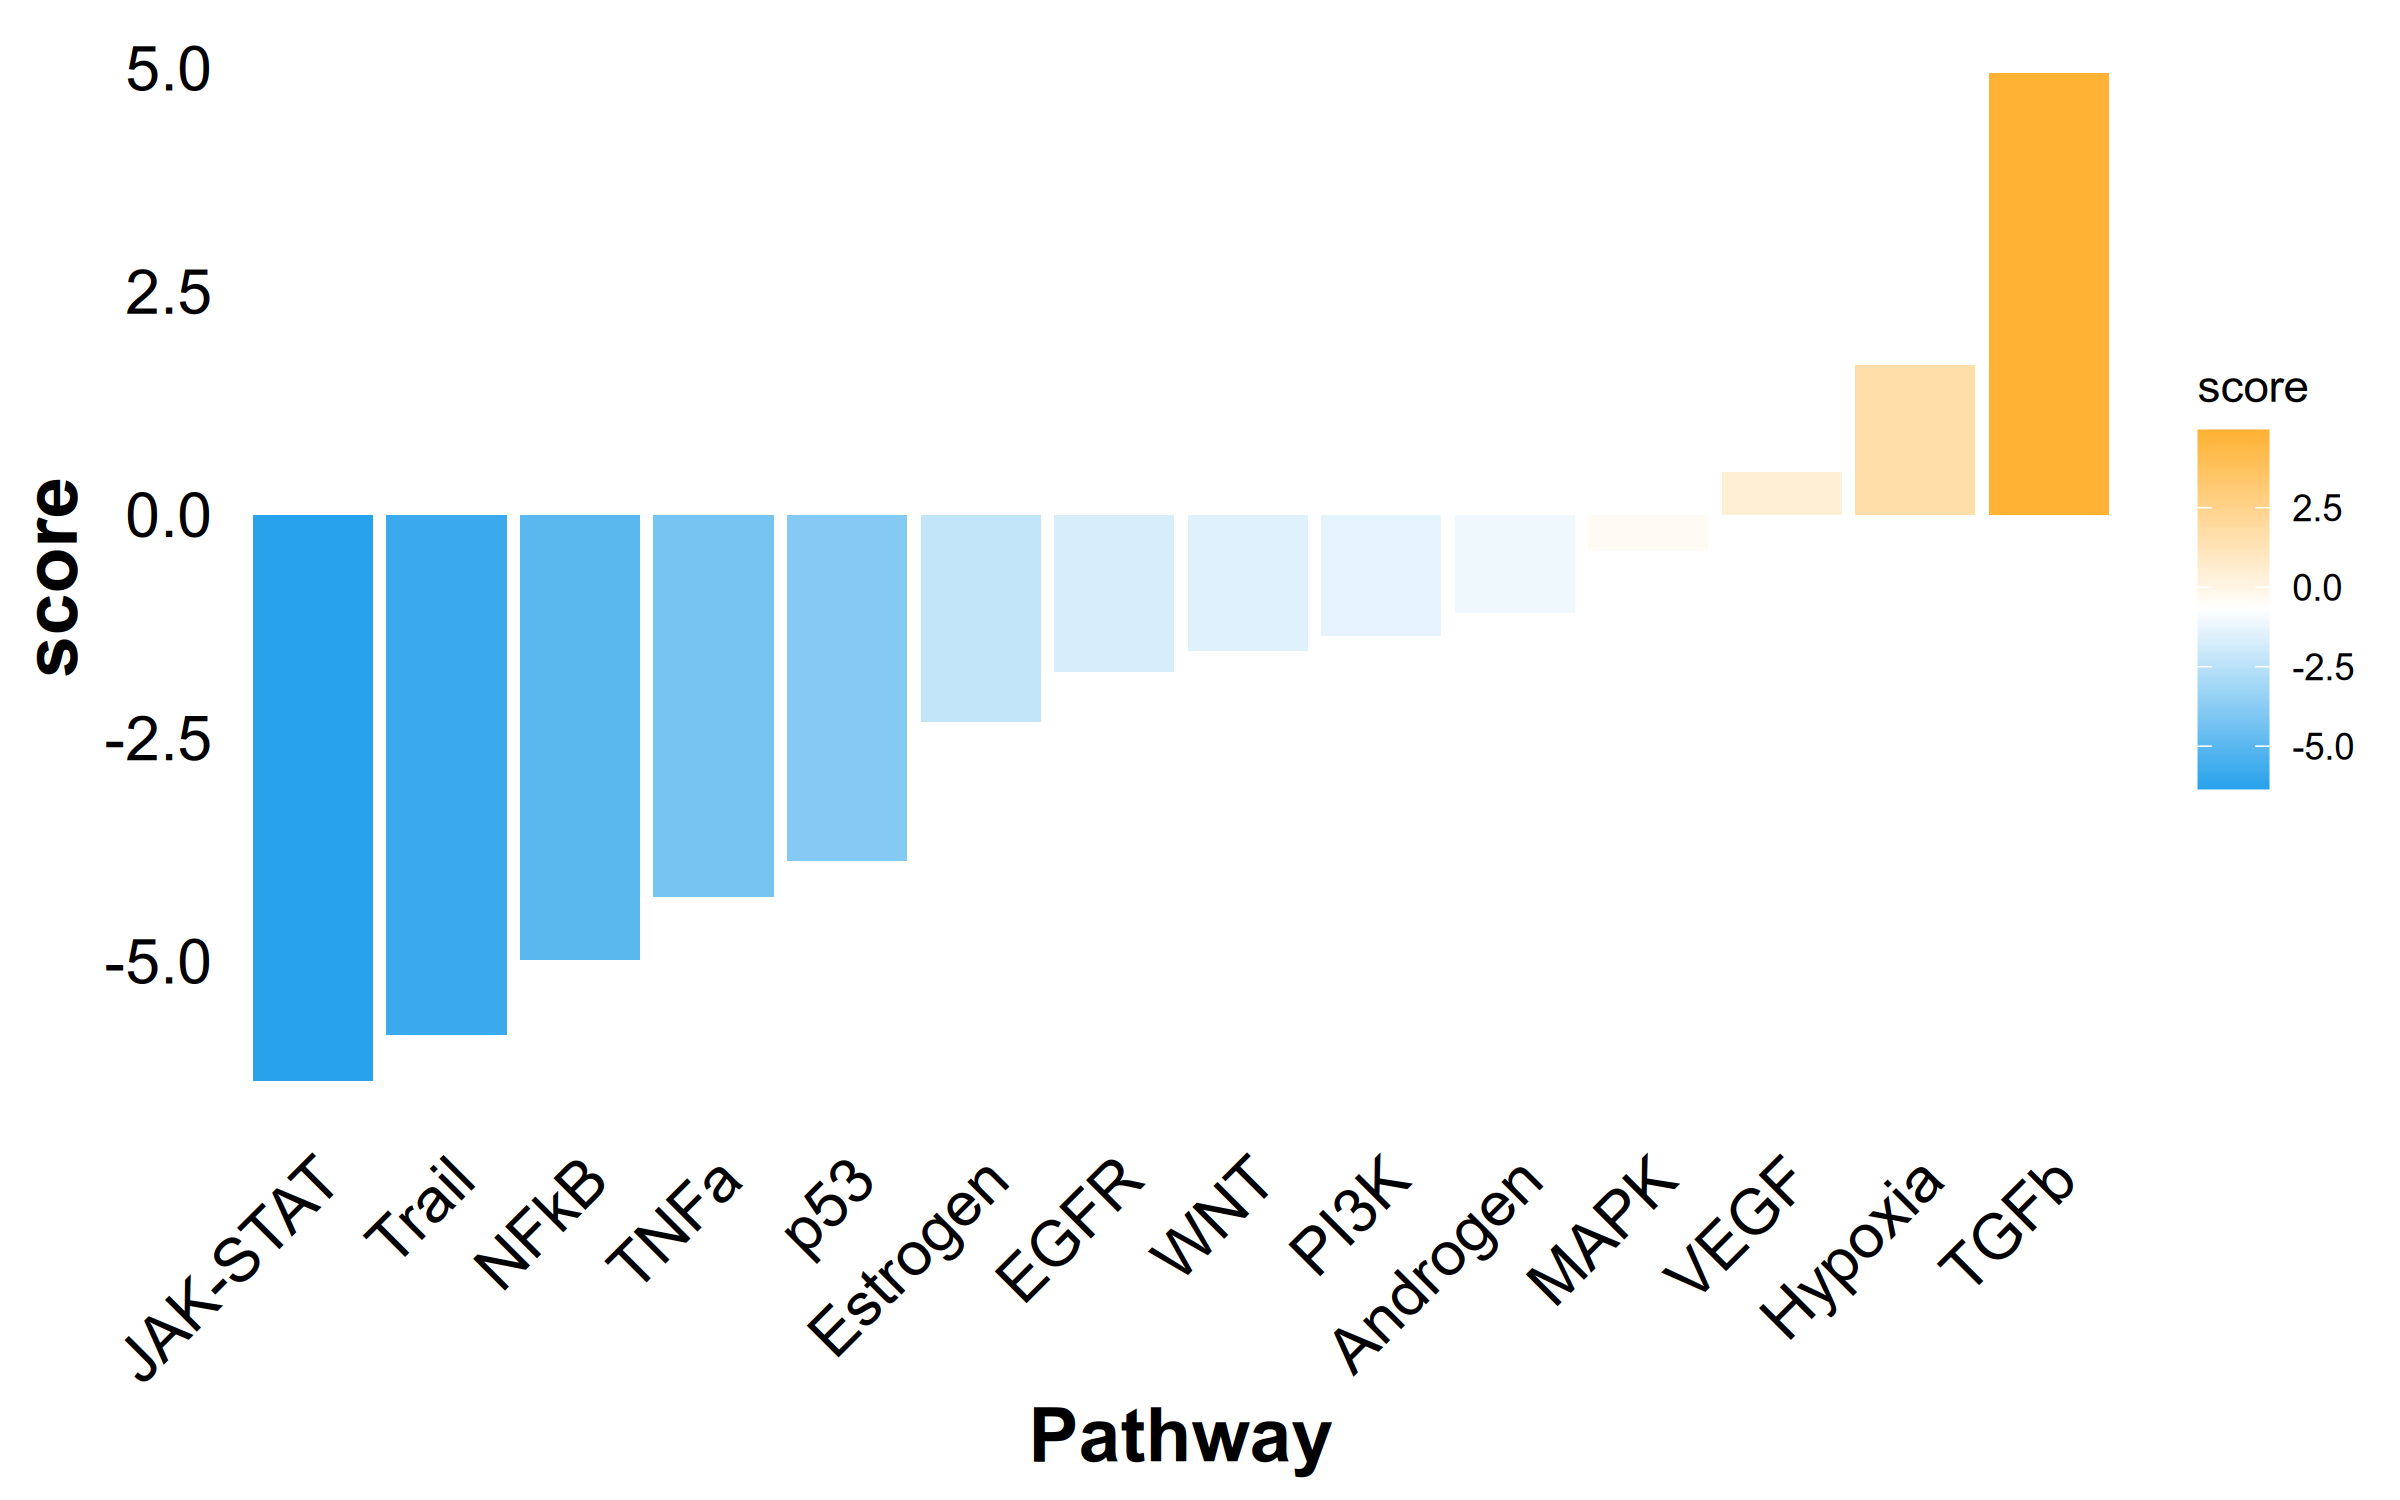 5.0
2.5
0.0
-2.5
-5.0
score
JAK-STAT
Trail
NFkB
TNFa
p53
Estrogen
EGFR
WNT
PI3K
Androgen
MAPK
VEGF
Hypoxia
TGFb
Pathway
score
2.5
0.0
-2.5
-5.0